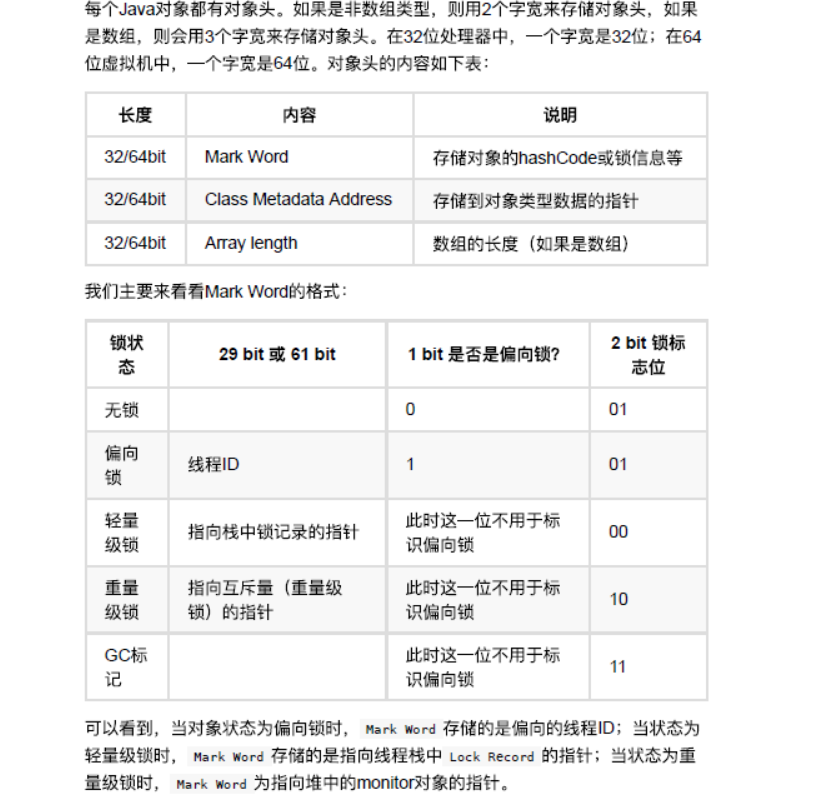 每个Java对象都有对象头。如果是非数组类型，则用2个字宽来存储对象头，如果
是数组，则会用3个字宽来存储对象头。在32位处理器中，一个字宽是32位；在64
位虚拟机中，一个字宽是64位。对象头的内容如下表：
长度 内容 说明
32/64bit Mark Word 存储对象的hashCode或锁信息等
32/64bit Class Metadata Address 存储到对象类型数据的指针
32/64bit Array length 数组的长度（如果是数组）
我们主要来看看Mark Word的格式：
锁状
态
29 bit 或 61 bit
1 bit 是否是偏向锁?
2 bit 锁标
志位
无锁 0 01
偏向
锁
线程ID
1
01
轻量
级锁
指向栈中锁记录的指针
此时这一位不用于标
识偏向锁
00
重量
级锁
指向互斥量（重量级
锁）的指针
此时这一位不用于标
识偏向锁
10
GC标
记
此时这一位不用于标
识偏向锁
11
可以看到，当对象状态为偏向锁时，Mark Word 存储的是偏向的线程ID；当状态为
轻量级锁时，Mark Word 存储的是指向线程栈中 Lock Record 的指针；当状态为重
量级锁时，Mark Word 为指向堆中的monitor对象的指针。